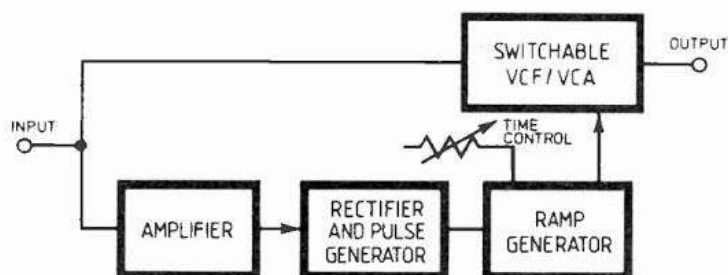 SWITCHABLE
VCF/VCA
OUTPUT
INPUT
TIME
CONTROL
AMPLIFIER
RECTIFIER
AND PULSE
GENERATOR
RAMP
GENERATOR